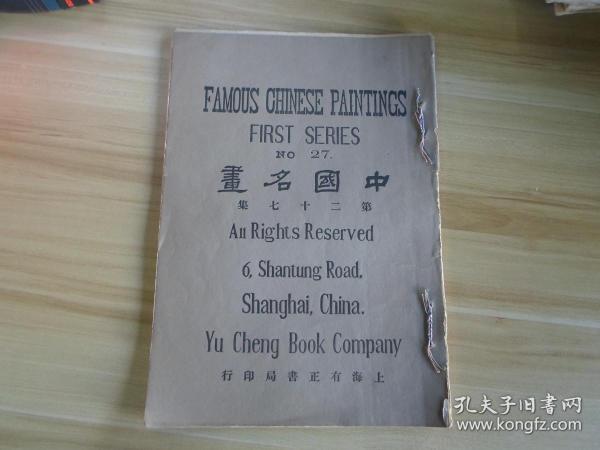 FAMOUS CHINESE PAINTINGS
FIRST SERIES
NO 27.
中國名畫
第二十七集
All Rights Reserved
6, Shantung Road.
Shanghai, China.
Yu Cheng Book Company
上海有正書局印行
孔夫子旧书网
www.kongfz.com